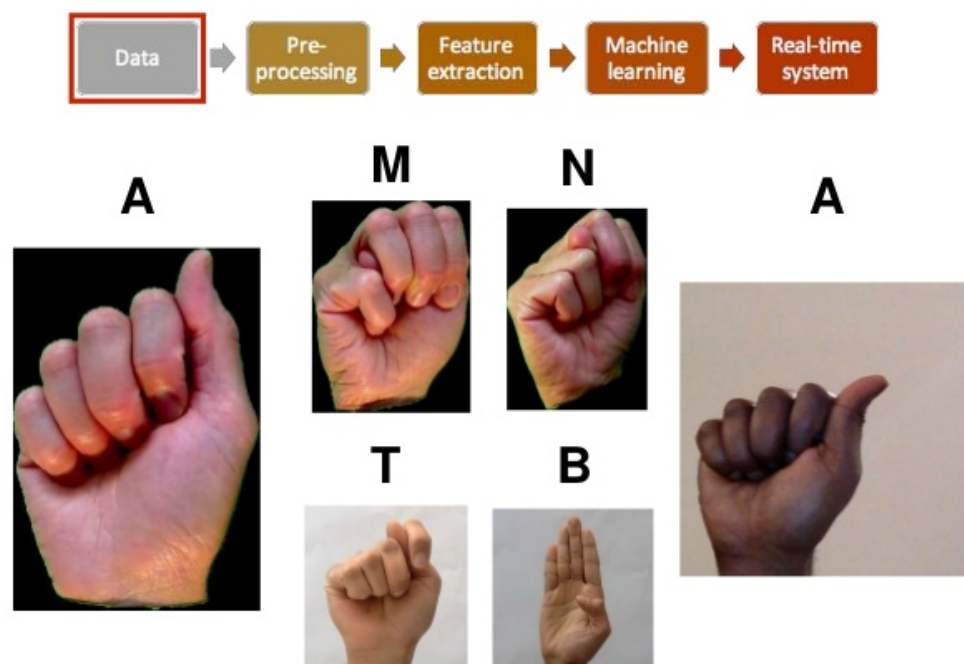 Data
Pre-
processing
Feature
extraction
Machine
learning
Real-time
system
A
M
N
A
T
B